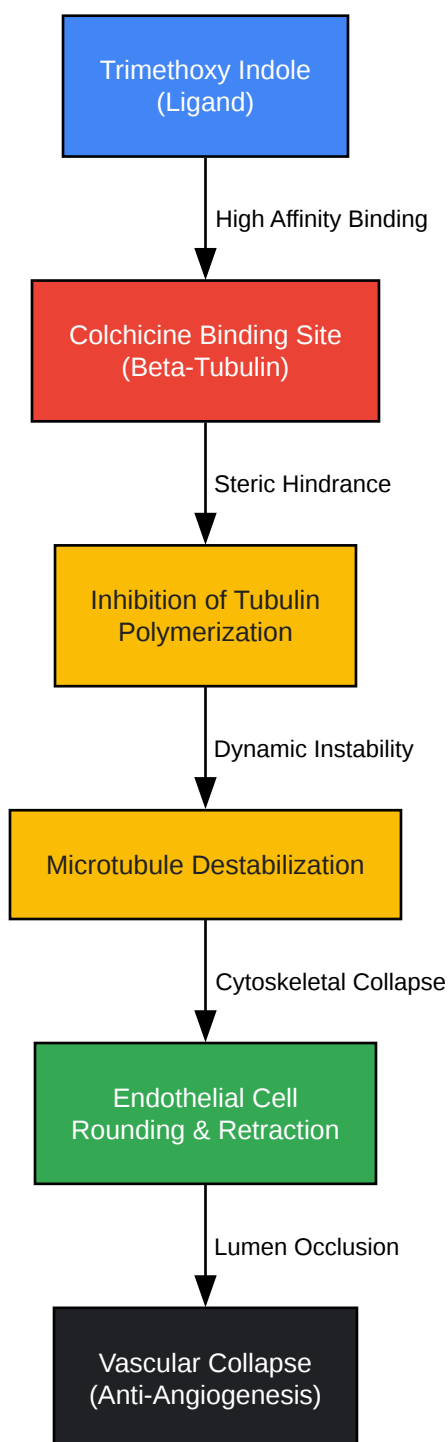 Trimethoxy Indole
(Ligand)
High Affinity Binding
Colchicine Binding Site
(Beta-Tubulin)
Steric Hindrance
Inhibition of Tubulin
Polymerization
Dynamic Instability
Microtubule Destabilization
Cytoskeletal Collapse
Endothelial Cell
Rounding & Retraction
Lumen Occlusion
Vascular Collapse
(Anti-Angiogenesis)